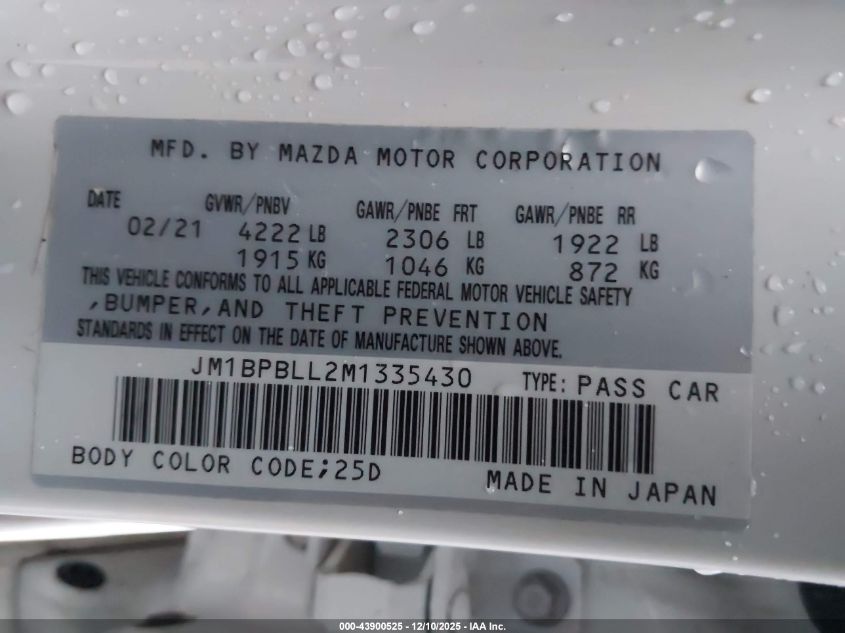 MFD. BY MAZDA MOTOR CORPORATION
DATE GVWR/PNBV GAWR/PNBE FRT GAWR/PNBE RR
02/21 4222 LB 2306 LB 1922 LB
1915 KG 1046 KG 872 KG
THIS VEHICLE CONFORMS TO ALL APPLICABLE FEDERAL MOTOR VEHICLE SAFETY
,BUMPER,AND THEFT PREVENTION
STANDARDS IN EFFECT ON THE DATE OF MANUFACTURE SHOWN ABOVE.
JM1BPBLL2M1335430 TYPE: PASS CAR
BODY COLOR CODE;25D MADE IN JAPAN
000-43900525 - 12/10/2025 - IAA Inc.